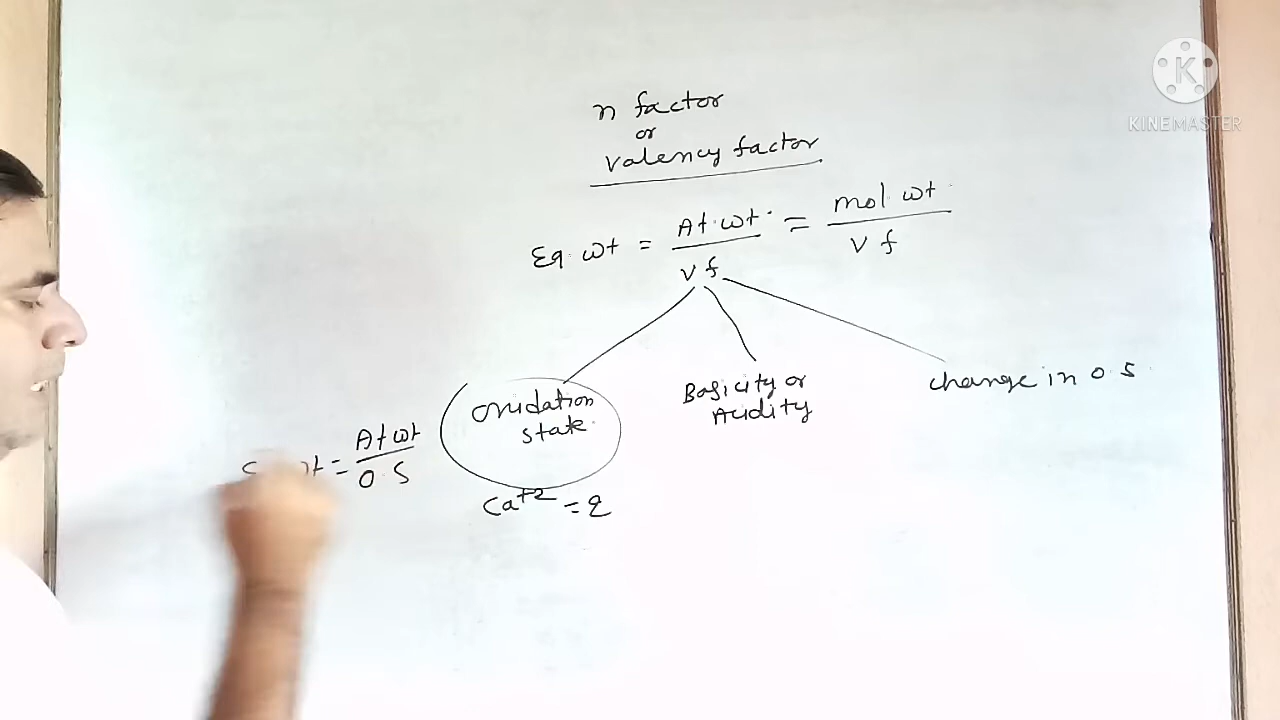 n factor
or
valency factor
Eq. wt = At. wt. / v f = mol. wt. / v f
oxidation
state.
Basicity or
Acidity
change in o.s.
wt = At wt / o.s
Ca+2 = 2
K
KINEMASTER